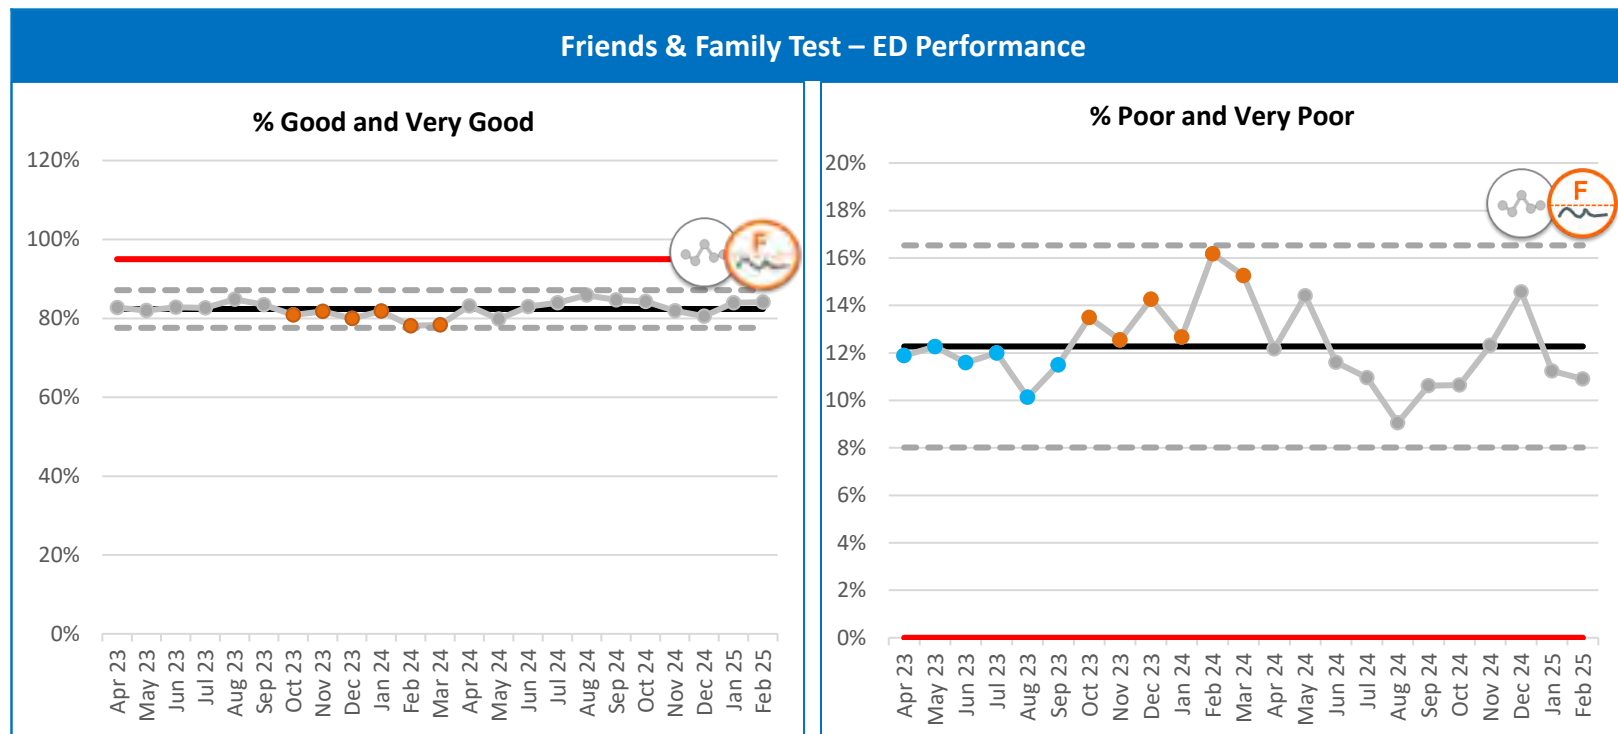 Friends & Family Test – ED Performance
% Good and Very Good
120%
100%
80%
60%
40%
20%
0%
F
Apr 23
May 23
Jun 23
Jul 23
Aug 23
Sep 23
Oct 23
Nov 23
Dec 23
Jan 24
Feb 24
Mar 24
Apr 24
May 24
Jun 24
Jul 24
Aug 24
Sep 24
Oct 24
Nov 24
Dec 24
Jan 25
Feb 25
% Poor and Very Poor
20%
18%
16%
14%
12%
10%
8%
6%
4%
2%
0%
F
Apr 23
May 23
Jun 23
Jul 23
Aug 23
Sep 23
Oct 23
Nov 23
Dec 23
Jan 24
Feb 24
Mar 24
Apr 24
May 24
Jun 24
Jul 24
Aug 24
Sep 24
Oct 24
Nov 24
Dec 24
Jan 25
Feb 25